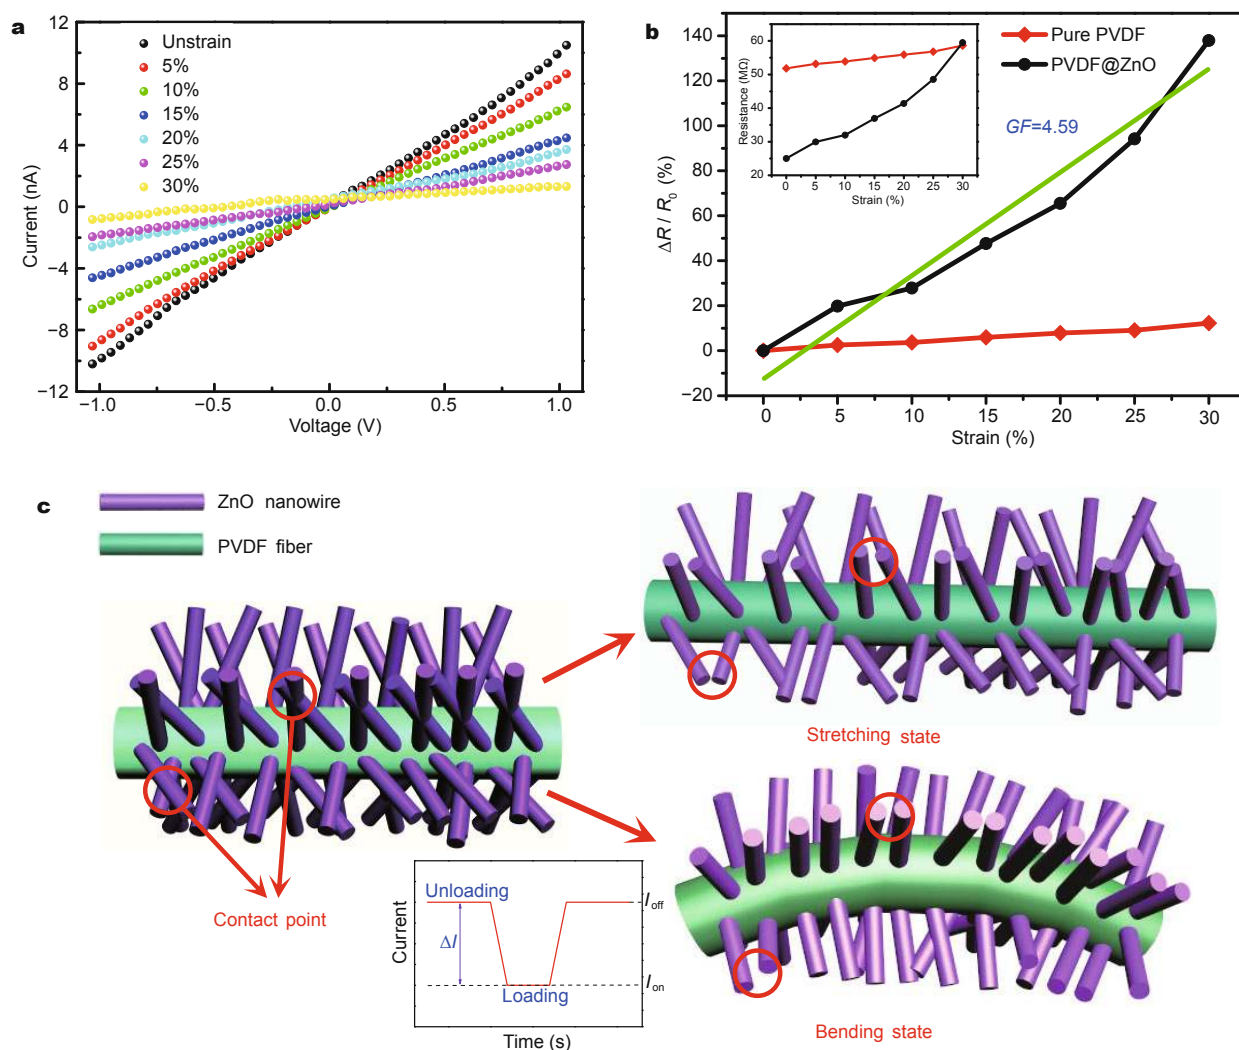 a
12
8
4
0
−4
−8
−12
Current (nA)
Unstrain
5%
10%
15%
20%
25%
30%
−1.0
−0.5
0.0
0.5
1.0
Voltage (V)
b
140
120
100
80
60
40
20
0
−20
ΔR / R0 (%)
Pure PVDF
PVDF@ZnO
GF=4.59
60
50
40
30
20
Resistance (MΩ)
0 5 10 15 20 25 30
Strain (%)
0 5 10 15 20 25 30
Strain (%)
c
ZnO nanowire
PVDF fiber
Contact point
Stretching state
Bending state
Unloading
Ioff
ΔI
Ion
Loading
Current
Time (s)